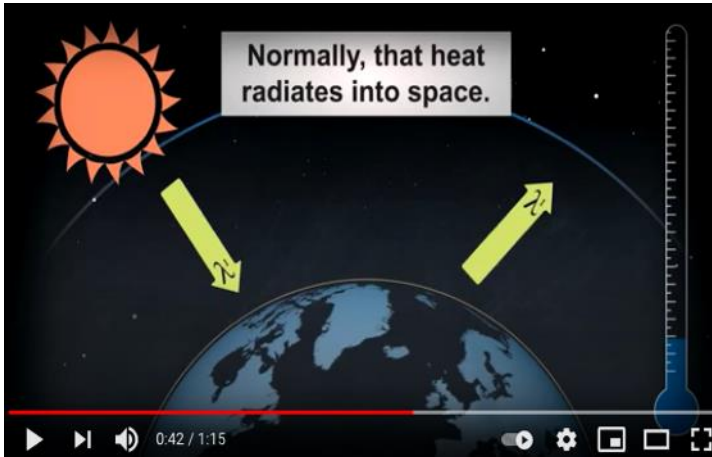 Normally, that heat
radiates into space.
λ
λ
0:42 / 1:15